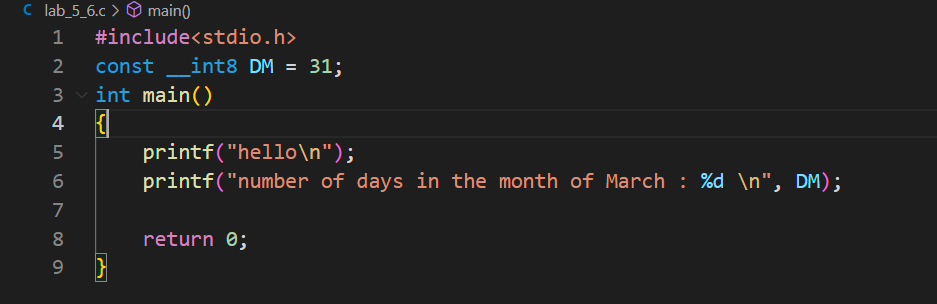 C lab_5_6.c > main()
1 #include<stdio.h>
2 const __int8 DM = 31;
3 int main()
4 {
5     printf("hello\n");
6     printf("number of days in the month of March : %d \n", DM);
7
8     return 0;
9 }